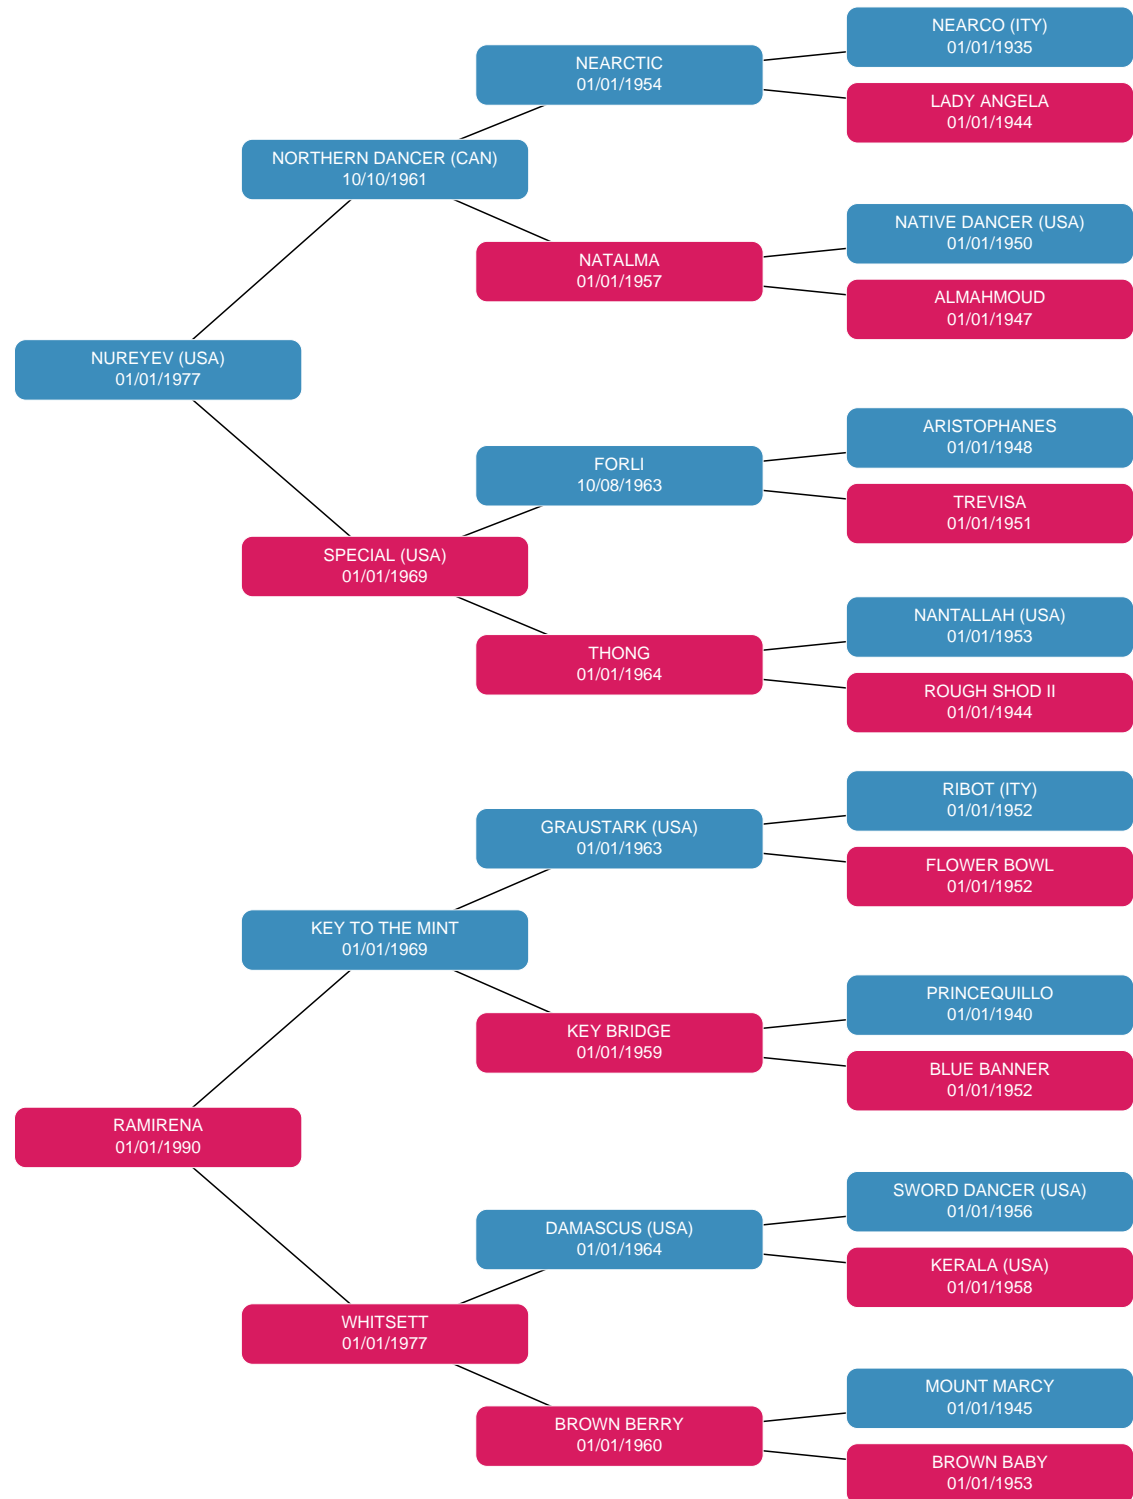 NEARCO (ITY)
01/01/1935
NEARCTIC
01/01/1954
LADY ANGELA
01/01/1944
NORTHERN DANCER (CAN)
10/10/1961
NATIVE DANCER (USA)
01/01/1950
NATALMA
01/01/1957
ALMAHMOUD
01/01/1947
NUREYEV (USA)
01/01/1977
ARISTOPHANES
01/01/1948
FORLI
10/08/1963
TREVISA
01/01/1951
SPECIAL (USA)
01/01/1969
NANTALLAH (USA)
01/01/1953
THONG
01/01/1964
ROUGH SHOD II
01/01/1944
RIBOT (ITY)
01/01/1952
GRAUSTARK (USA)
01/01/1963
FLOWER BOWL
01/01/1952
KEY TO THE MINT
01/01/1969
PRINCEQUILLO
01/01/1940
KEY BRIDGE
01/01/1959
BLUE BANNER
01/01/1952
RAMIRENA
01/01/1990
SWORD DANCER (USA)
01/01/1956
DAMASCUS (USA)
01/01/1964
KERALA (USA)
01/01/1958
WHITSETT
01/01/1977
MOUNT MARCY
01/01/1945
BROWN BERRY
01/01/1960
BROWN BABY
01/01/1953